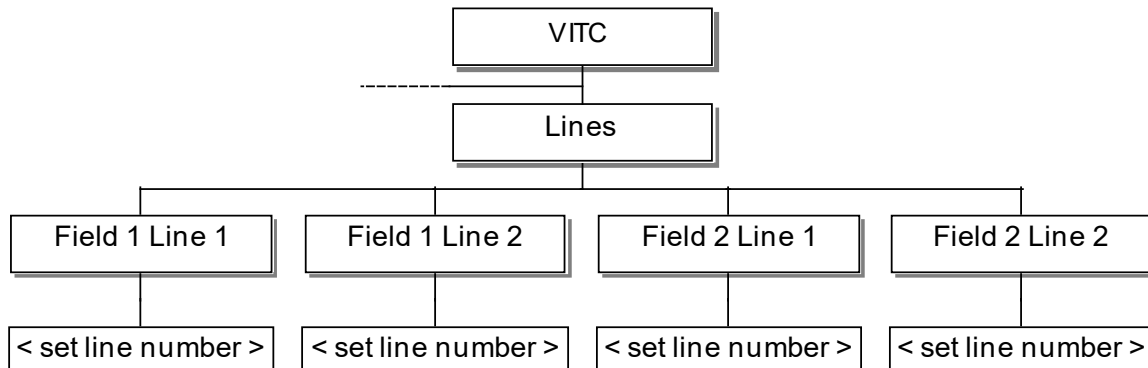 VITC
Lines
Field 1 Line 1
Field 1 Line 2
Field 2 Line 1
Field 2 Line 2
< set line number >
< set line number >
< set line number >
< set line number >